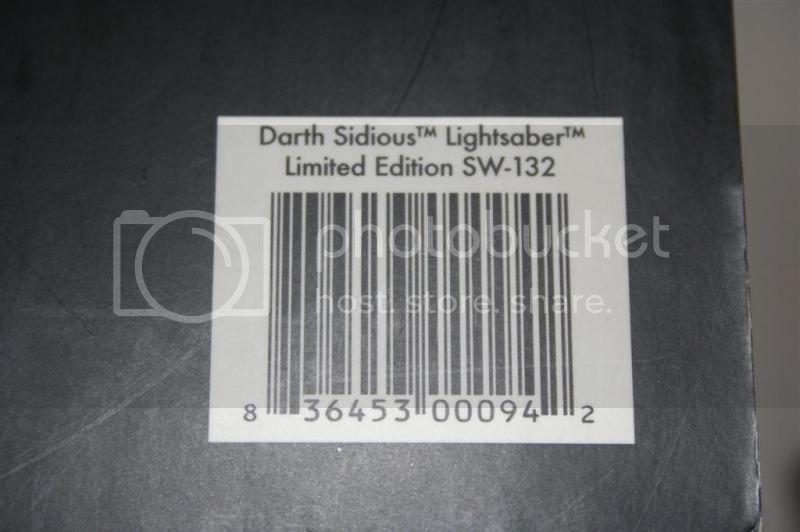 Darth Sidious™ Lightsaber™
Limited Edition SW-132
photobucket
host. store. share.
8 36453 00094 2